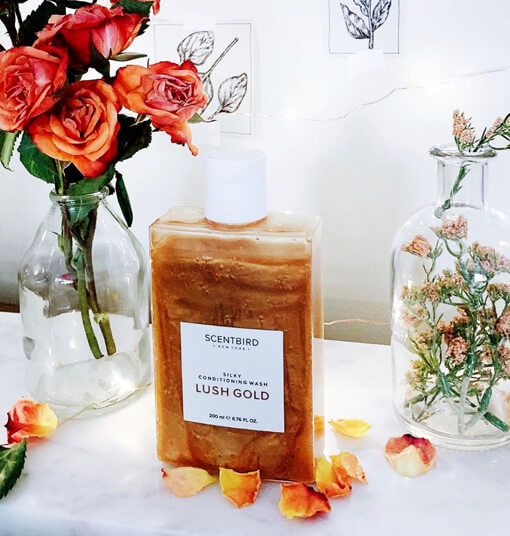 SCENTBIRD
• NEW YORK •
SILKY
CONDITIONING WASH
LUSH GOLD
200 ml ℮ 6.76 FL. OZ.